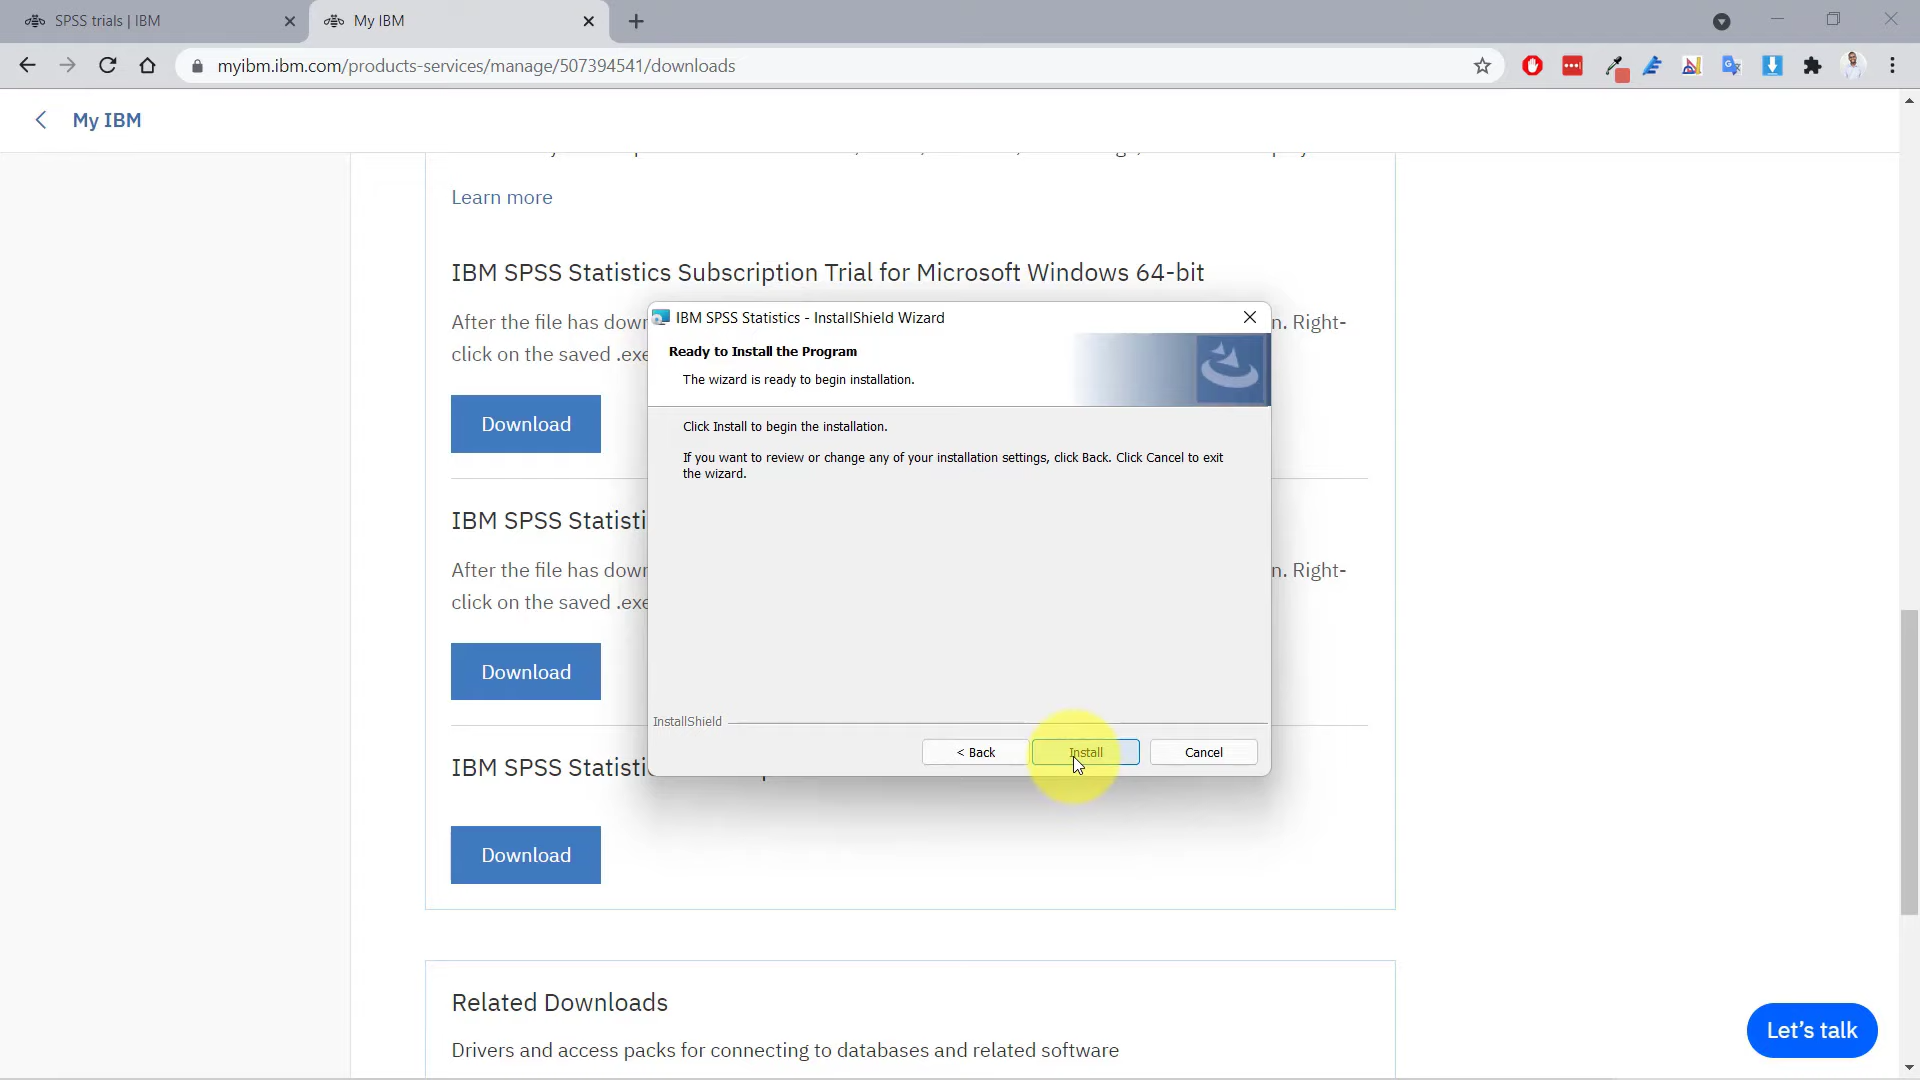 SPSS trials | IBM
My IBM
myibm.ibm.com/products-services/manage/507394541/downloads
My IBM
Learn more
IBM SPSS Statistics Subscription Trial for Microsoft Windows 64-bit
After the file has
n. Right-
click on the saved .exe
Download
IBM SPSS Statistics - InstallShield Wizard
Ready to Install the Program
The wizard is ready to begin installation.
Click Install to begin the installation.
If you want to review or change any of your installation settings, click Back. Click Cancel to exit
the wizard.
InstallShield
< Back
Install
Cancel
IBM SPSS Statisti
After the file has
n. Right-
click on the saved .exe
Download
IBM SPSS Statistic
Download
Related Downloads
Drivers and access packs for connecting to databases and related software
Let's talk